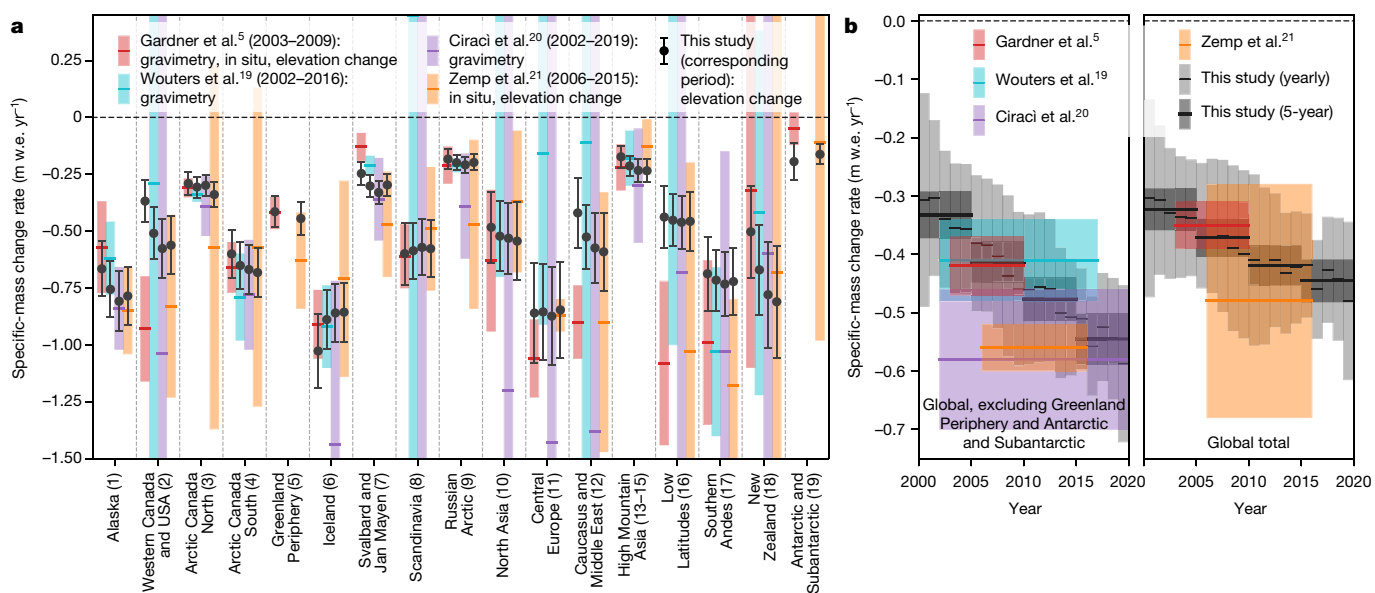 a
Specific-mass change rate (m w.e. yr−1)
0.25
0
−0.25
−0.50
−0.75
−1.00
−1.25
−1.50
Gardner et al.5 (2003–2009):
gravimetry, in situ, elevation change
Wouters et al.19 (2002–2016):
gravimetry
Ciracì et al.20 (2002–2019):
gravimetry
Zemp et al.21 (2006–2015):
in situ, elevation change
This study
(corresponding
period):
elevation change
Alaska (1)
Western Canada
and USA (2)
Arctic Canada
North (3)
Arctic Canada
South (4)
Greenland
Periphery (5)
Iceland (6)
Svalbard and
Jan Mayen (7)
Scandinavia (8)
Russian
Arctic (9)
North Asia (10)
Central
Europe (11)
Caucasus and
Middle East (12)
High Mountain
Asia (13–15)
Low
Latitudes (16)
Southern
Andes (17)
New
Zealand (18)
Antarctic and
Subantarctic (19)
b
Specific-mass change rate (m w.e. yr−1)
0.0
−0.1
−0.2
−0.3
−0.4
−0.5
−0.6
−0.7
Gardner et al.5
Wouters et al.19
Ciracì et al.20
Global, excluding Greenland
Periphery and Antarctic
and Subantarctic
2000
2005
2010
2015
2020
Year
Zemp et al.21
This study (yearly)
This study (5-year)
Global total
2005
2010
2015
2020
Year